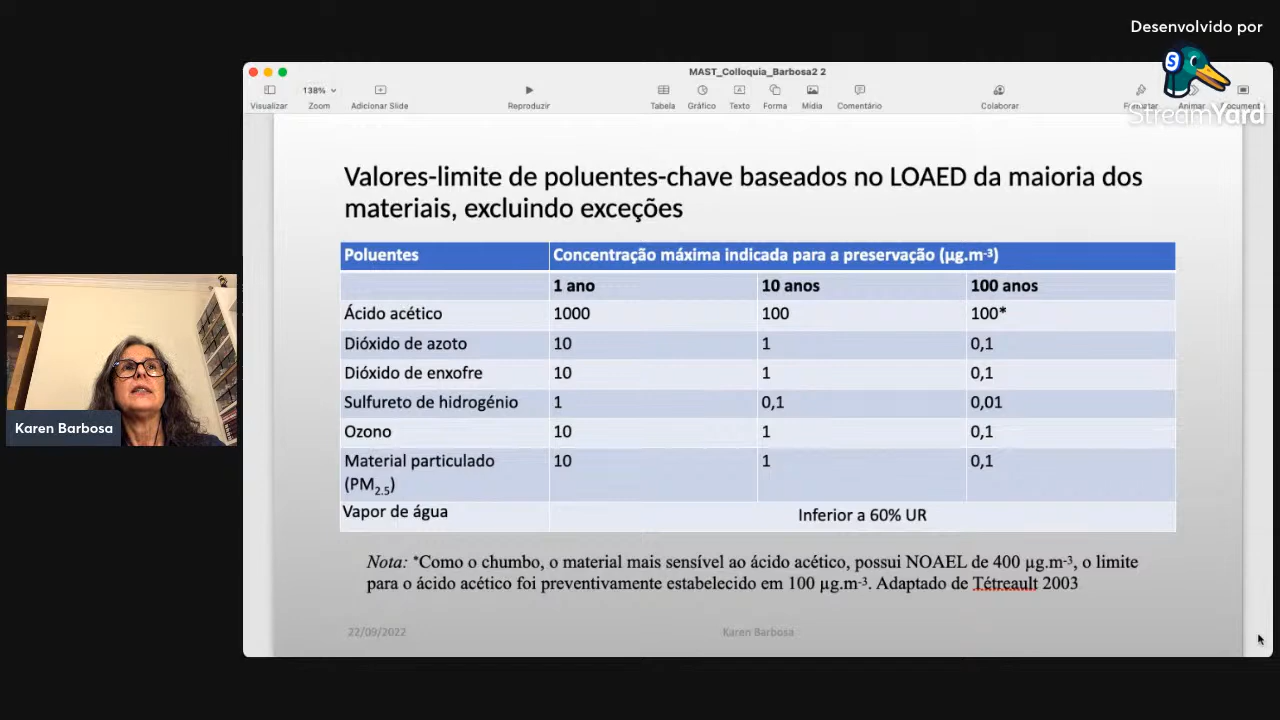 Desenvolvido por
StreamYard
MAST_Colloquia_Barbosa2 2
138%
Visualizar Zoom Adicionar Slide Reproduzir Tabela Gráfico Texto Forma Mídia Comentário Colaborar Formatar Animar
Valores-limite de poluentes-chave baseados no LOAED da maioria dos
materiais, excluindo exceções
Poluentes Concentração máxima indicada para a preservação (µg.m-³)
1 ano 10 anos 100 anos
Ácido acético 1000 100 100*
Dióxido de azoto 10 1 0,1
Dióxido de enxofre 10 1 0,1
Sulfureto de hidrogénio 1 0,1 0,01
Ozono 10 1 0,1
Material particulado 10 1 0,1
(PM2.5)
Vapor de água Inferior a 60% UR
Nota: *Como o chumbo, o material mais sensível ao ácido acético, possui NOAEL de 400 µg.m-³, o limite
para o ácido acético foi preventivamente estabelecido em 100 µg.m-³. Adaptado de Tétreault 2003
22/09/2022 Karen Barbosa
Karen Barbosa